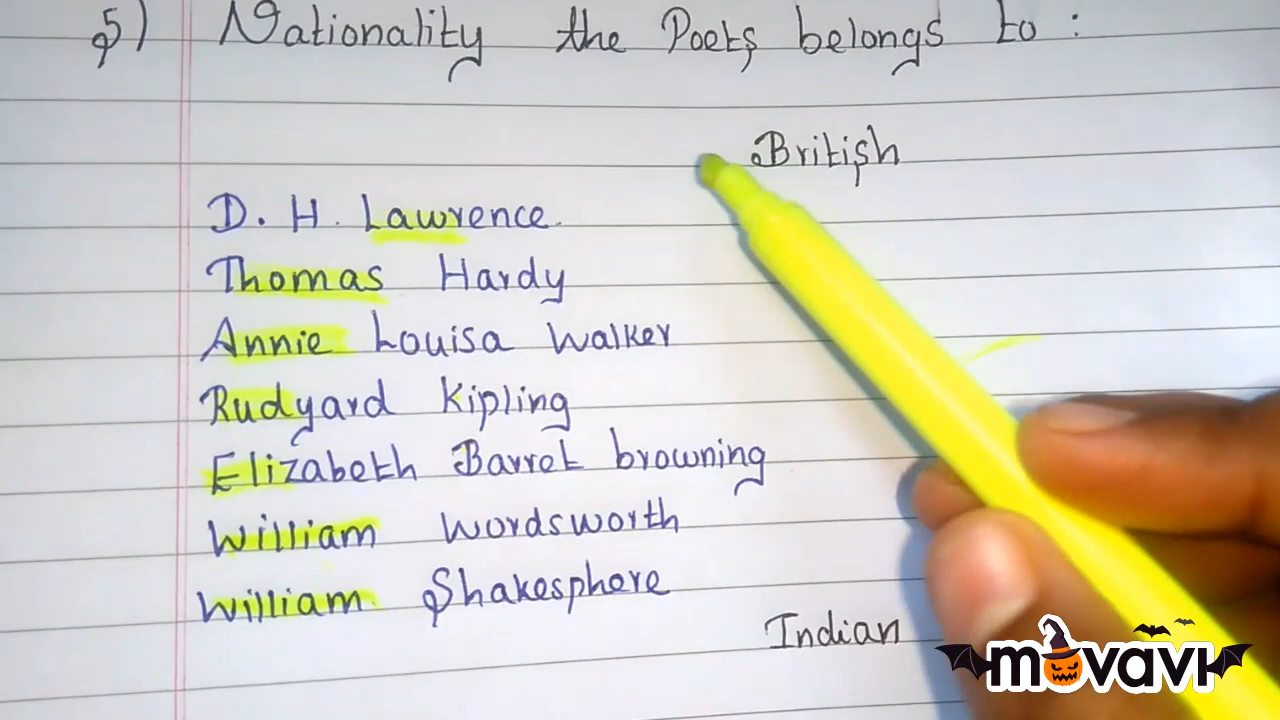 5) Nationality the Poets belongs to :
British
D. H. Lawrence.
Thomas Hardy
Annie Louisa Walker
Rudyard Kipling
Elizabeth Barret browning
William Wordsworth
William Shakesphere
Indian
movavi